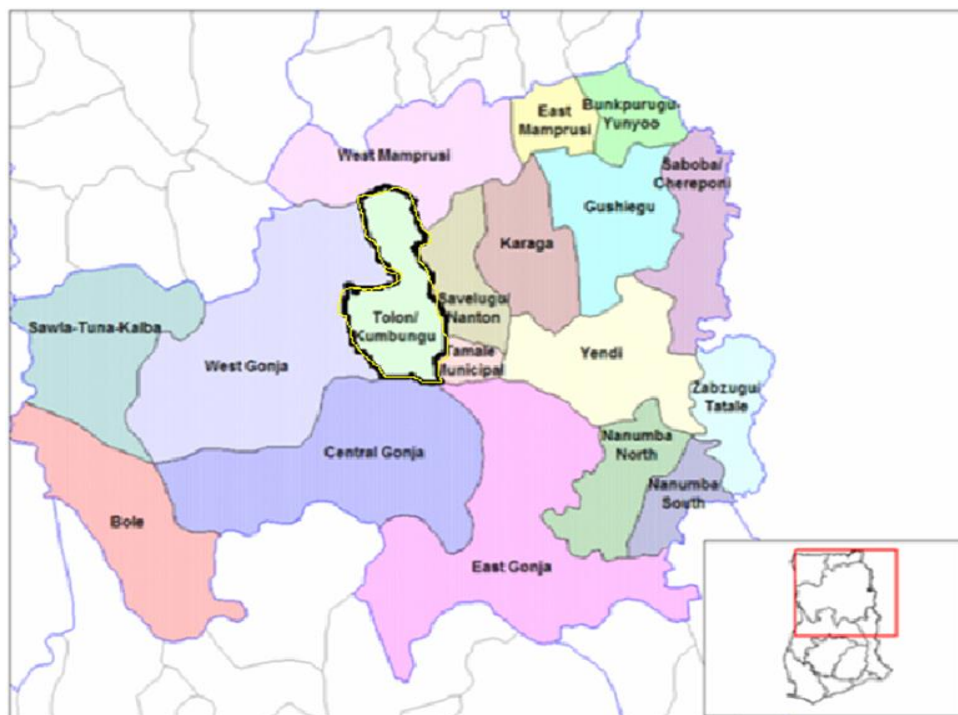 East
Mamprusi
Bunkpurugu-
Yunyoo
West Mamprusi
Saboba/
Chereponi
Gushiegu
Karaga
Savelugu/
Nanton
Tolon/
Kumbungu
Sawla-Tuna-Kalba
West Gonja
Tamale
Municipal
Yendi
Zabzugu/
Tatale
Nanumba
North
Central Gonja
Nanumba
South
Bole
East Gonja